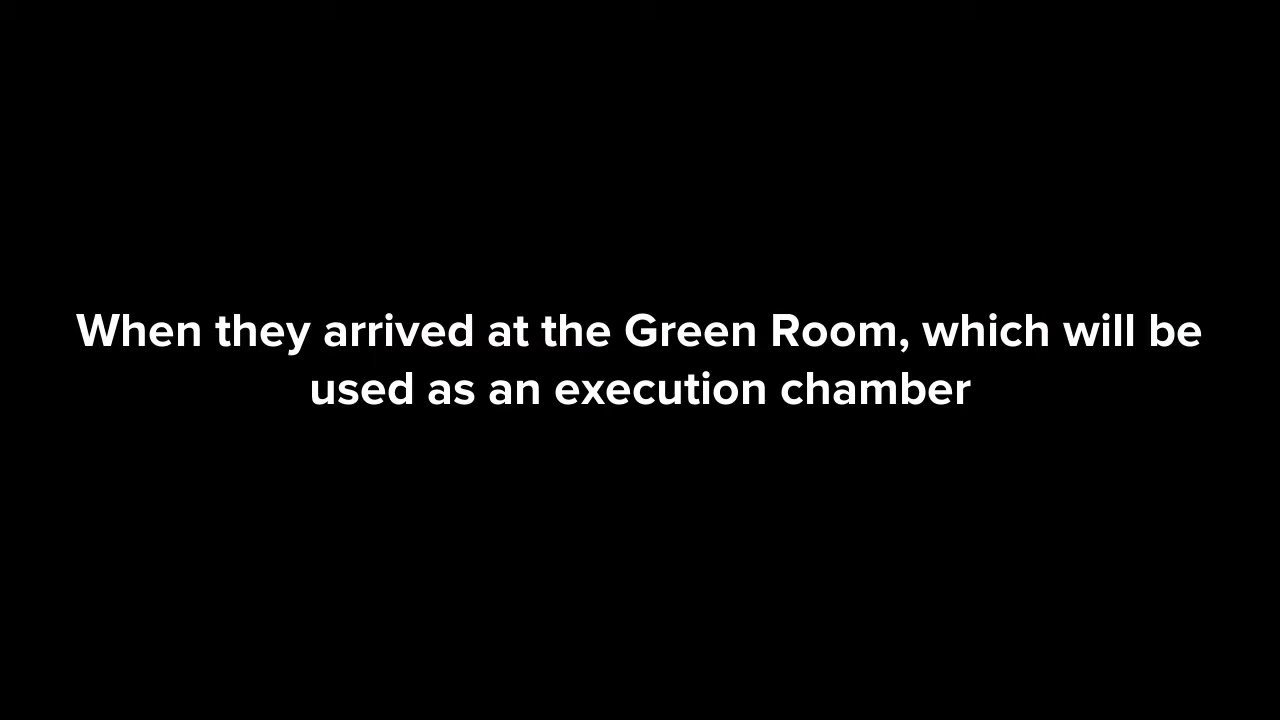 When they arrived at the Green Room, which will be
used as an execution chamber